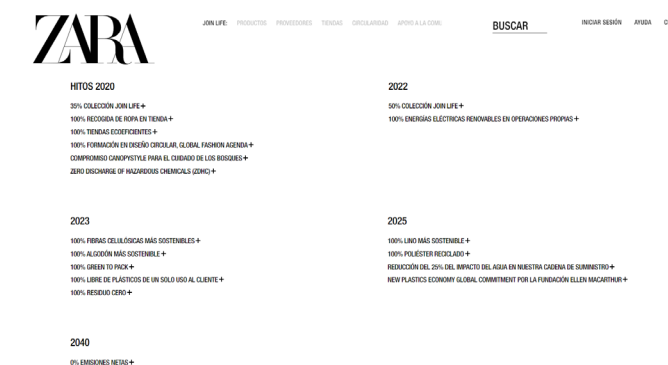 ZARA
JOIN LIFE: PRODUCTOS PROVEEDORES TIENDAS CIRCULARIDAD APOYO A LA COMU
BUSCAR
INICIAR SESIÓN AYUDA
HITOS 2020
35% COLECCIÓN JOIN LIFE+
100% RECOGIDA DE ROPA EN TIENDA+
100% TIENDAS ECOEFICIENTES+
100% FORMACIÓN EN DISEÑO CIRCULAR, GLOBAL FASHION AGENDA+
COMPROMISO CANOPYSTYLE PARA EL CUIDADO DE LOS BOSQUES+
ZERO DISCHARGE OF HAZARDOUS CHEMICALS (ZDHC)+
2022
50% COLECCIÓN JOIN LIFE+
100% ENERGÍAS ELÉCTRICAS RENOVABLES EN OPERACIONES PROPIAS+
2023
100% FIBRAS CELULÓSICAS MÁS SOSTENIBLES+
100% ALGODÓN MÁS SOSTENIBLE+
100% GREEN TO PACK+
100% LIBRE DE PLÁSTICOS DE UN SOLO USO AL CLIENTE+
100% RESIDUO CERO+
2025
100% LINO MÁS SOSTENIBLE+
100% POLIÉSTER RECICLADO+
REDUCCIÓN DEL 25% DEL IMPACTO DEL AGUA EN NUESTRA CADENA DE SUMINISTRO+
NEW PLASTICS ECONOMY GLOBAL COMMITMENT POR LA FUNDACIÓN ELLEN MACARTHUR+
2040
0% EMISIONES NETAS+